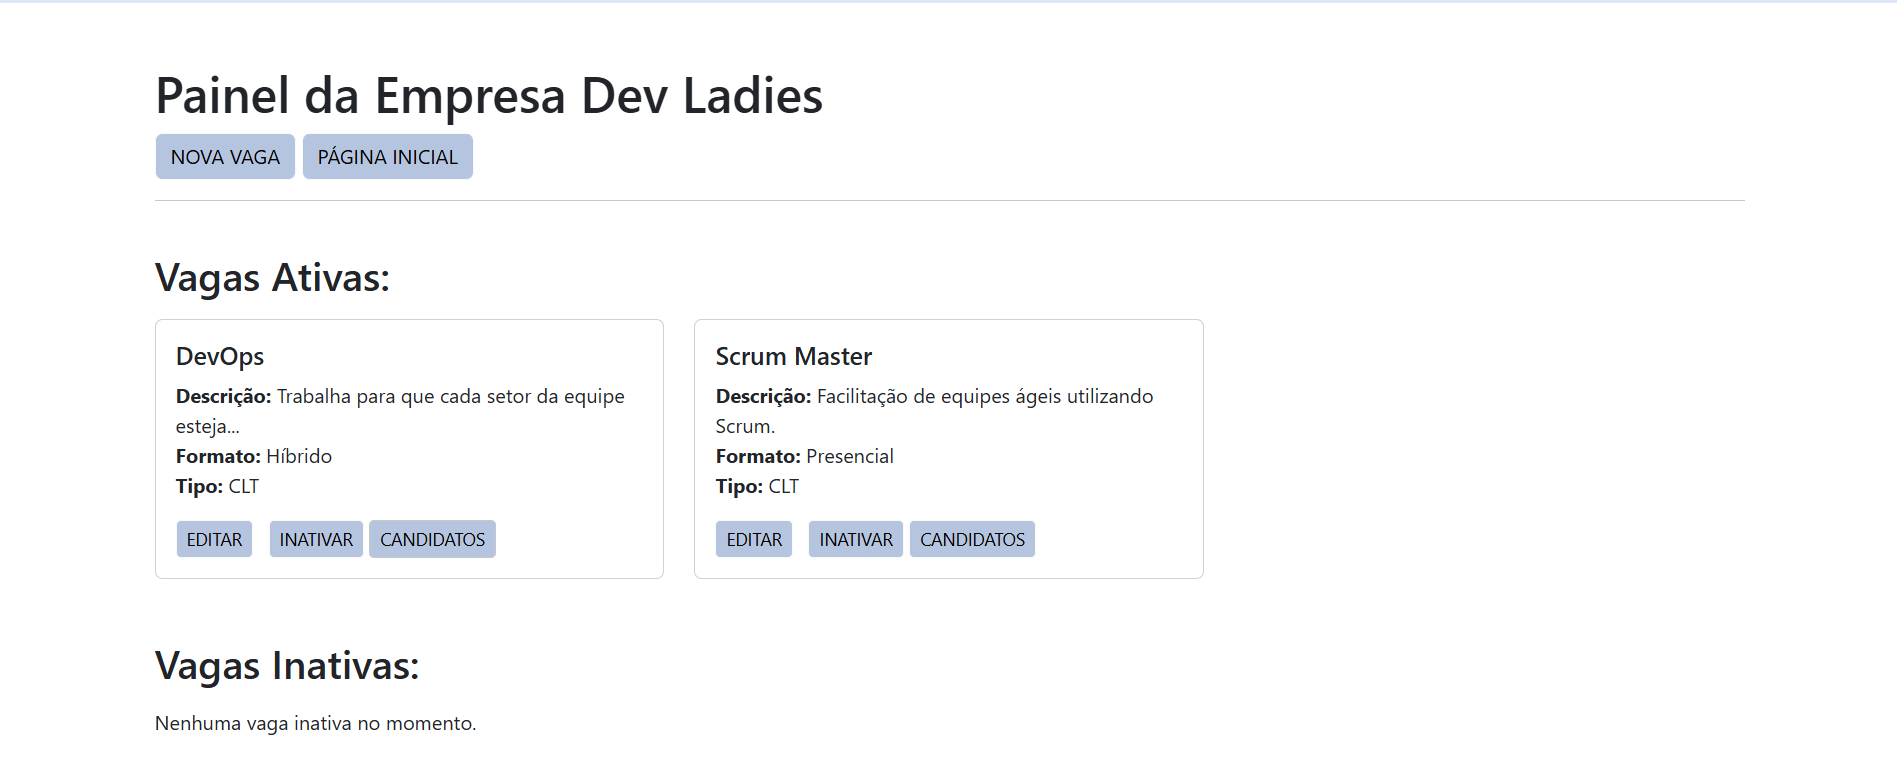 Painel da Empresa Dev Ladies
NOVA VAGA PÁGINA INICIAL
Vagas Ativas:
DevOps
Descrição: Trabalha para que cada setor da equipe
esteja...
Formato: Híbrido
Tipo: CLT
EDITAR INATIVAR CANDIDATOS
Scrum Master
Descrição: Facilitação de equipes ágeis utilizando
Scrum.
Formato: Presencial
Tipo: CLT
EDITAR INATIVAR CANDIDATOS
Vagas Inativas:
Nenhuma vaga inativa no momento.